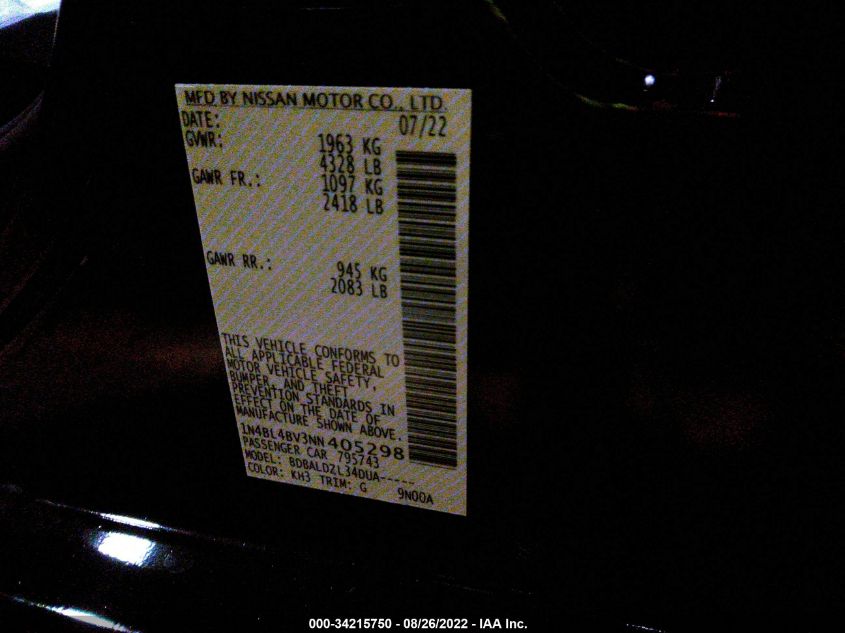 MFD BY NISSAN MOTOR CO., LTD.
DATE: 07/22
GVWR: 1963 KG
4328 LB
GAWR FR.: 1097 KG
2418 LB
GAWR RR.: 945 KG
2083 LB
THIS VEHICLE CONFORMS TO
ALL APPLICABLE FEDERAL
MOTOR VEHICLE SAFETY,
BUMPER, AND THEFT
PREVENTION STANDARDS IN
EFFECT ON THE DATE OF
MANUFACTURE SHOWN ABOVE.
1N4BL4BV3NN405298
PASSENGER CAR 795743
MODEL: BDBALDZL34DUA-----
COLOR: KH3 TRIM: G 9N00A
000-34215750 - 08/26/2022 - IAA Inc.